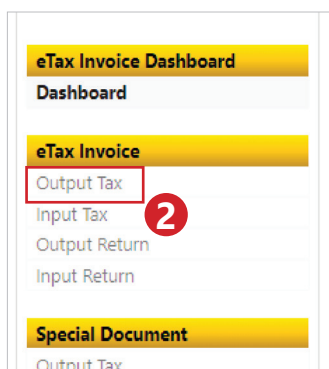 eTax Invoice Dashboard
Dashboard
eTax Invoice
Output Tax
Input Tax
2
Output Return
Input Return
Special Document
Output Tax